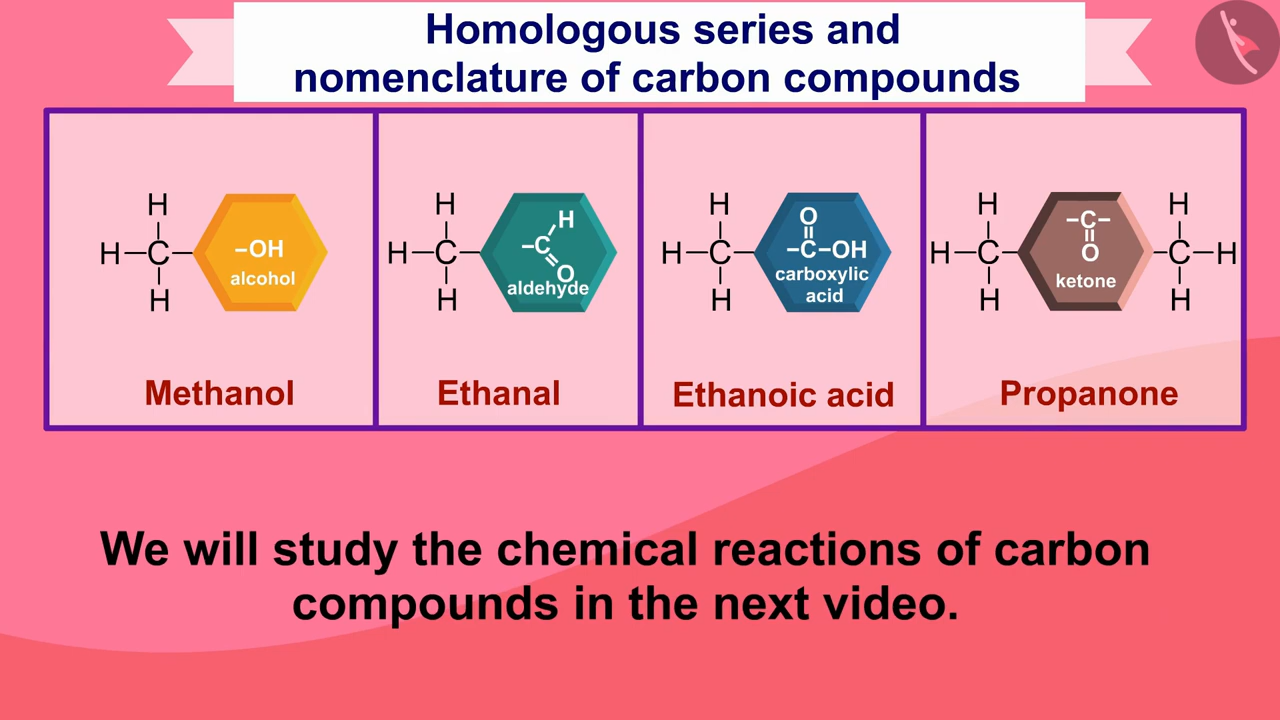 Homologous series and
nomenclature of carbon compounds
H
H–C–
H
–OH
alcohol
Methanol
H
H–C–
H
H
–C
O
aldehyde
Ethanal
H
H–C–
H
O
–C–OH
carboxylic
acid
Ethanoic acid
H
H–C–
H
–C–
O
ketone
H
–C–H
H
Propanone
We will study the chemical reactions of carbon
compounds in the next video.